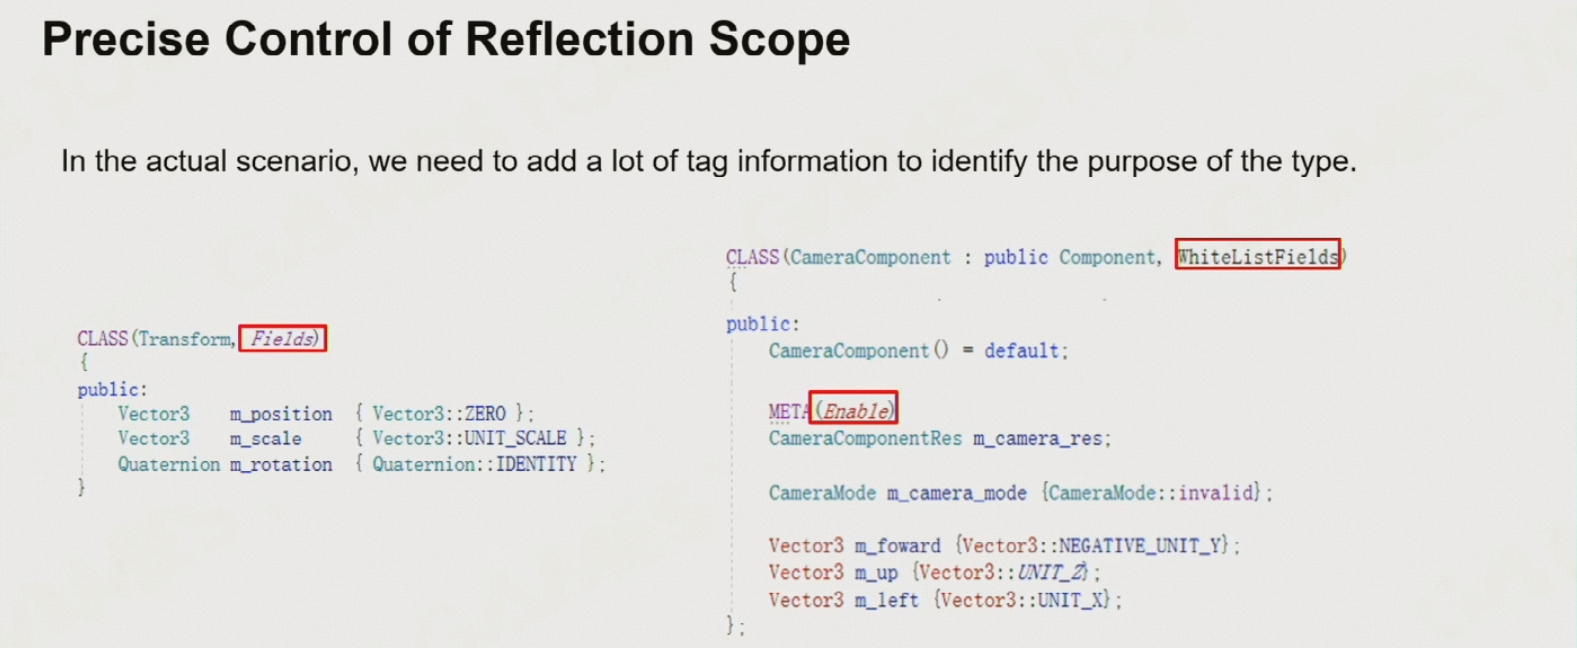 Precise Control of Reflection Scope
In the actual scenario, we need to add a lot of tag information to identify the purpose of the type.
CLASS(Transform, Fields)
{
public:
Vector3 m_position { Vector3::ZERO };
Vector3 m_scale { Vector3::UNIT_SCALE };
Quaternion m_rotation { Quaternion::IDENTITY };
}
CLASS(CameraComponent : public Component, WhiteListFields)
{
public:
CameraComponent() = default;
META(Enable)
CameraComponentRes m_camera_res;
CameraMode m_camera_mode {CameraMode::invalid};
Vector3 m_foward {Vector3::NEGATIVE_UNIT_Y};
Vector3 m_up {Vector3::UNIT_Z};
Vector3 m_left {Vector3::UNIT_X};
};